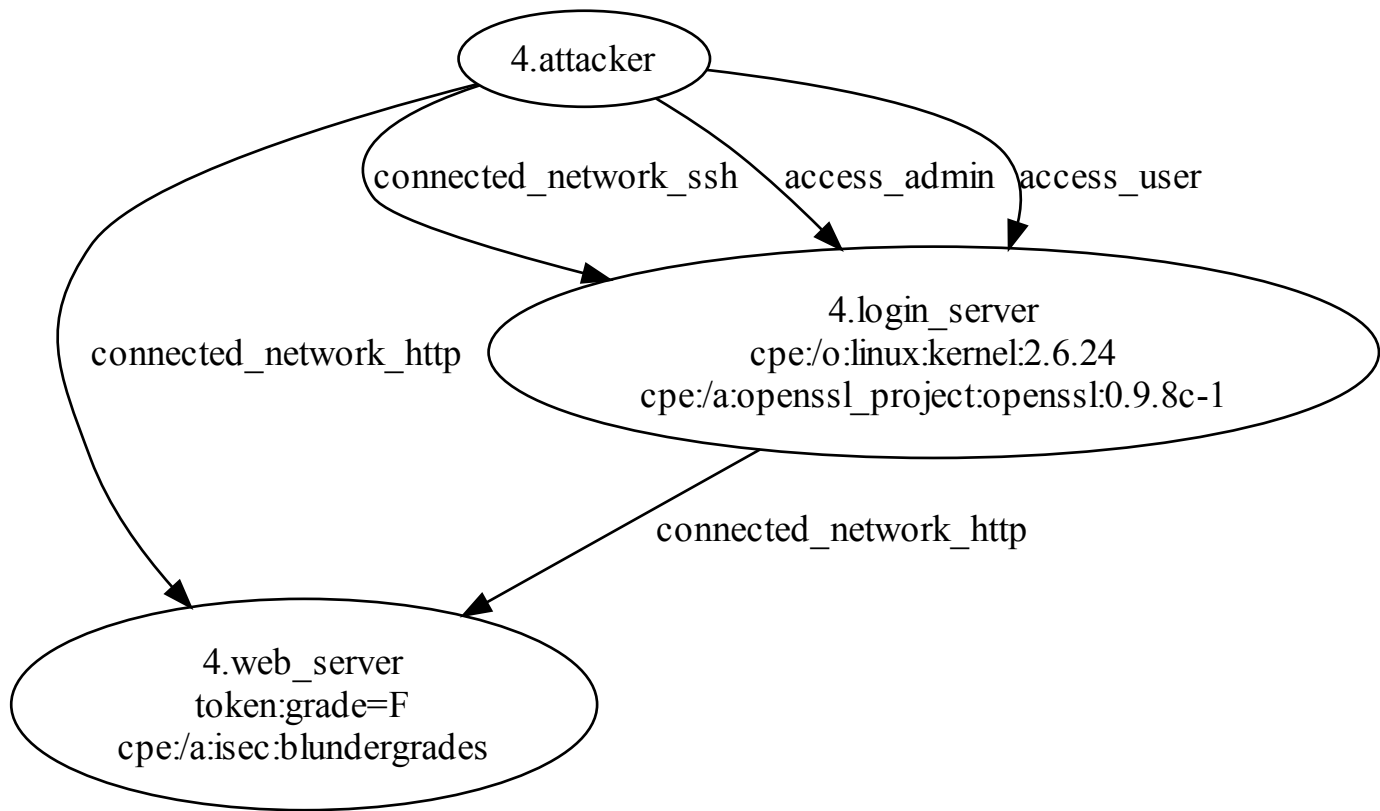 4.attacker
connected_network_ssh
access_admin
access_user
4.login_server
cpe:/o:linux:kernel:2.6.24
cpe:/a:openssl_project:openssl:0.9.8c-1
connected_network_http
connected_network_http
4.web_server
token:grade=F
cpe:/a:isec:blundergrades